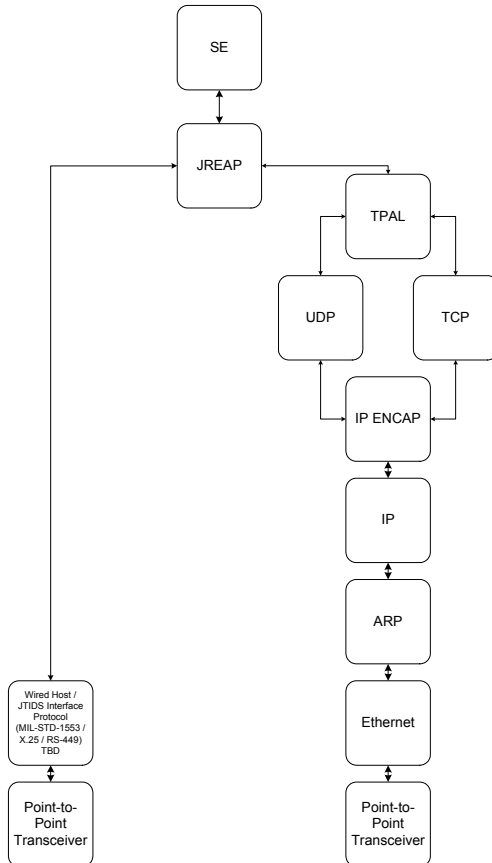 SE
JREAP
TPAL
UDP
TCP
IP ENCAP
IP
ARP
Wired Host /
JTIDS Interface
Protocol
(MIL-STD-1553 /
X.25 / RS-449)
TBD
Ethernet
Point-to-
Point
Transceiver
Point-to-
Point
Transceiver